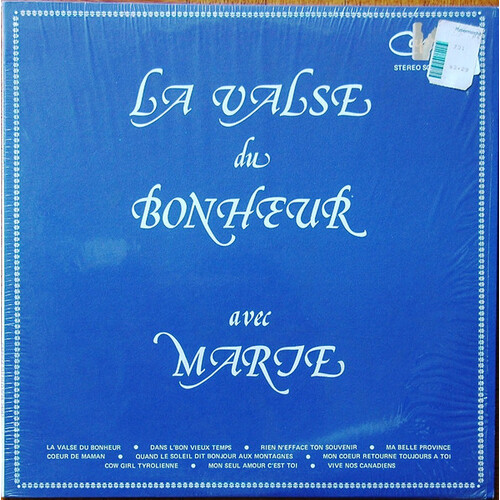 STEREO
LA VALSE
du
BONHEUR
avec
MARIE
LA VALSE DU BONHEUR • DANS L'BON VIEUX TEMPS • RIEN N'EFFACE TON SOUVENIR • MA BELLE PROVINCE
COEUR DE MAMAN • QUAND LE SOLEIL DIT BONJOUR AUX MONTAGNES • MON COEUR RETOURNE TOUJOURS A TOI
COW GIRL TYROLIENNE • MON SEUL AMOUR C'EST TOI • VIVE NOS CANADIENS